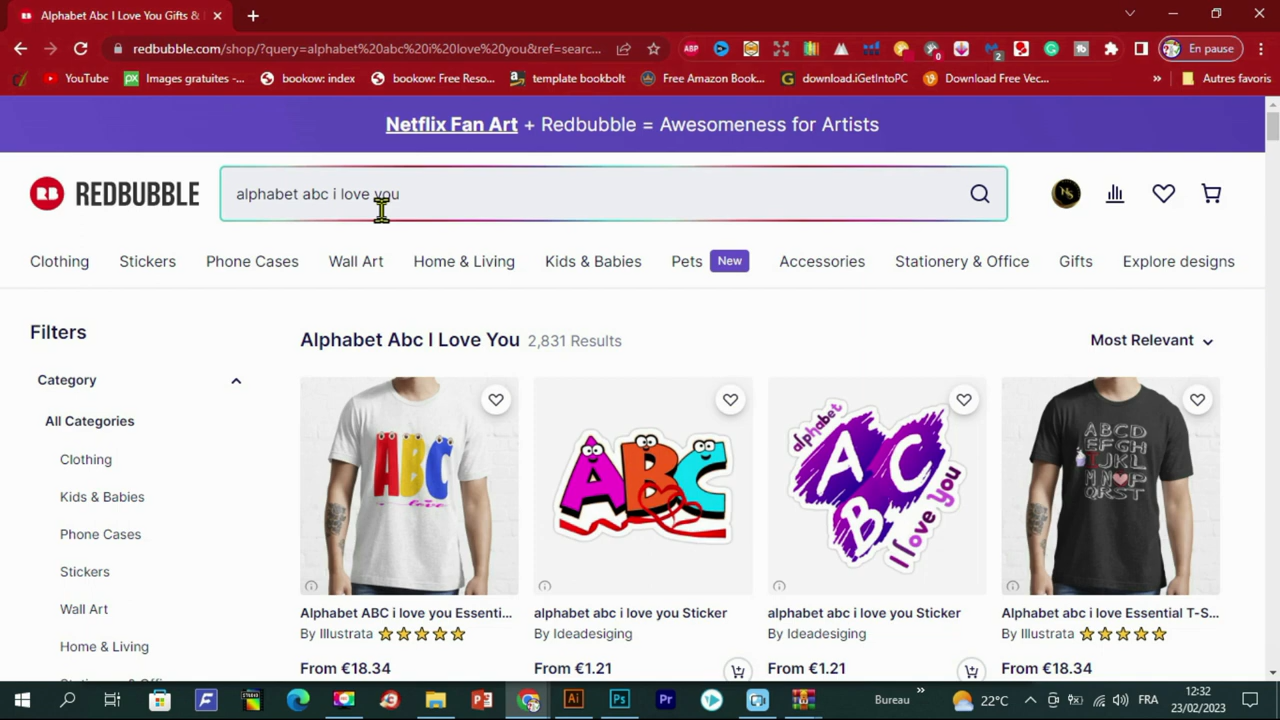 Alphabet Abc I Love You Gifts &
redbubble.com/shop/?query=alphabet%20abc%20i%20love%20you&ref=searc...
ABP
En pause
YouTube
Images gratuites -...
bookow: index
bookow: Free Reso...
template bookbolt
Free Amazon Book...
download.iGetIntoPC
Download Free Vec...
»
Autres favoris
Netflix Fan Art + Redbubble = Awesomeness for Artists
RB REDBUBBLE
alphabet abc i love you
Clothing
Stickers
Phone Cases
Wall Art
Home & Living
Kids & Babies
Pets New
Accessories
Stationery & Office
Gifts
Explore designs
Filters
Category
All Categories
Clothing
Kids & Babies
Phone Cases
Stickers
Wall Art
Home & Living
Alphabet Abc I Love You 2,831 Results
Most Relevant
ABC
ABC
alphabet
A C
B
I love you
ABCD
EFGH
IJKL
QRST
Alphabet ABC i love you Essenti...
By Illustrata
From €18.34
alphabet abc i love you Sticker
By Ideadesiging
From €1.21
alphabet abc i love you Sticker
By Ideadesiging
From €1.21
Alphabet abc i love Essential T-S...
By Illustrata
From €18.34
Bureau »
22°C
FRA
12:32
23/02/2023